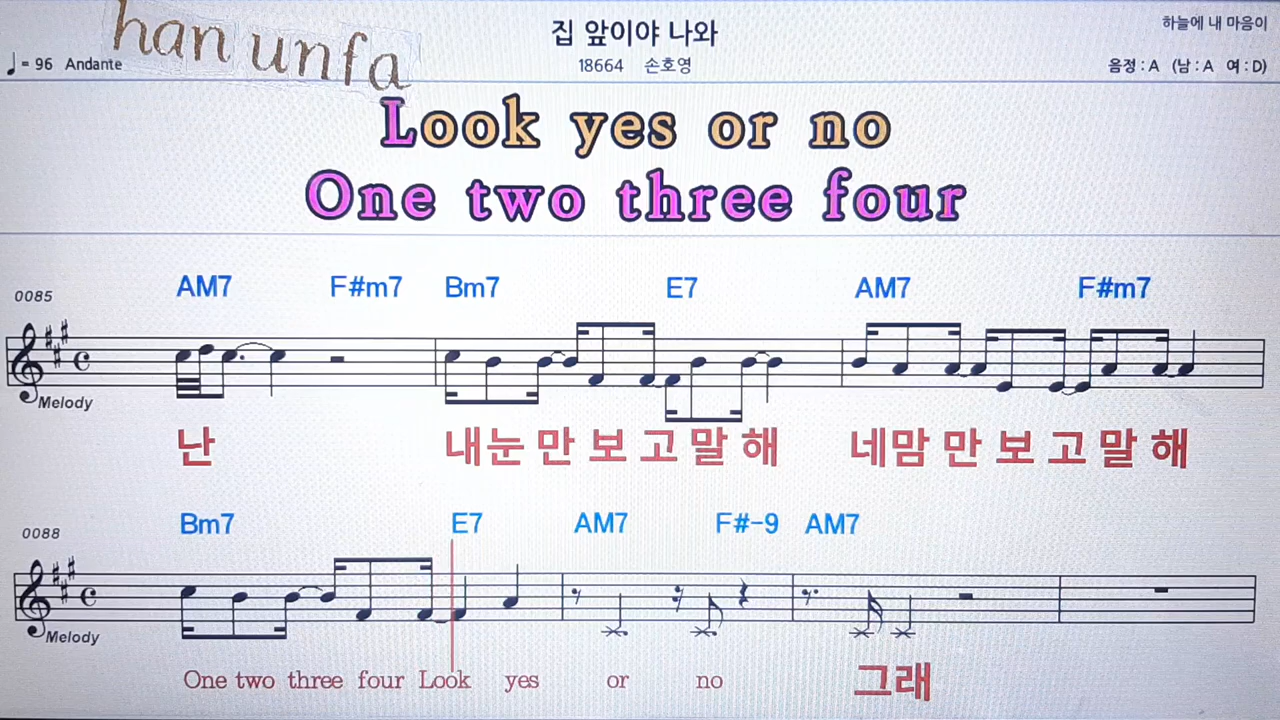 han unfa
집 앞이야 나와
하늘에 내 마음이
♩= 96 Andante
18664 손호영
음정 : A (남 : A 여 : D)
Look yes or no
One two three four
0085
AM7 F#m7 Bm7 E7 AM7 F#m7
Melody
난 내눈 만 보 고 말 해 네맘 만 보 고 말 해
0088
Bm7 E7 AM7 F#-9 AM7
Melody
One two three four Look yes or no 그래